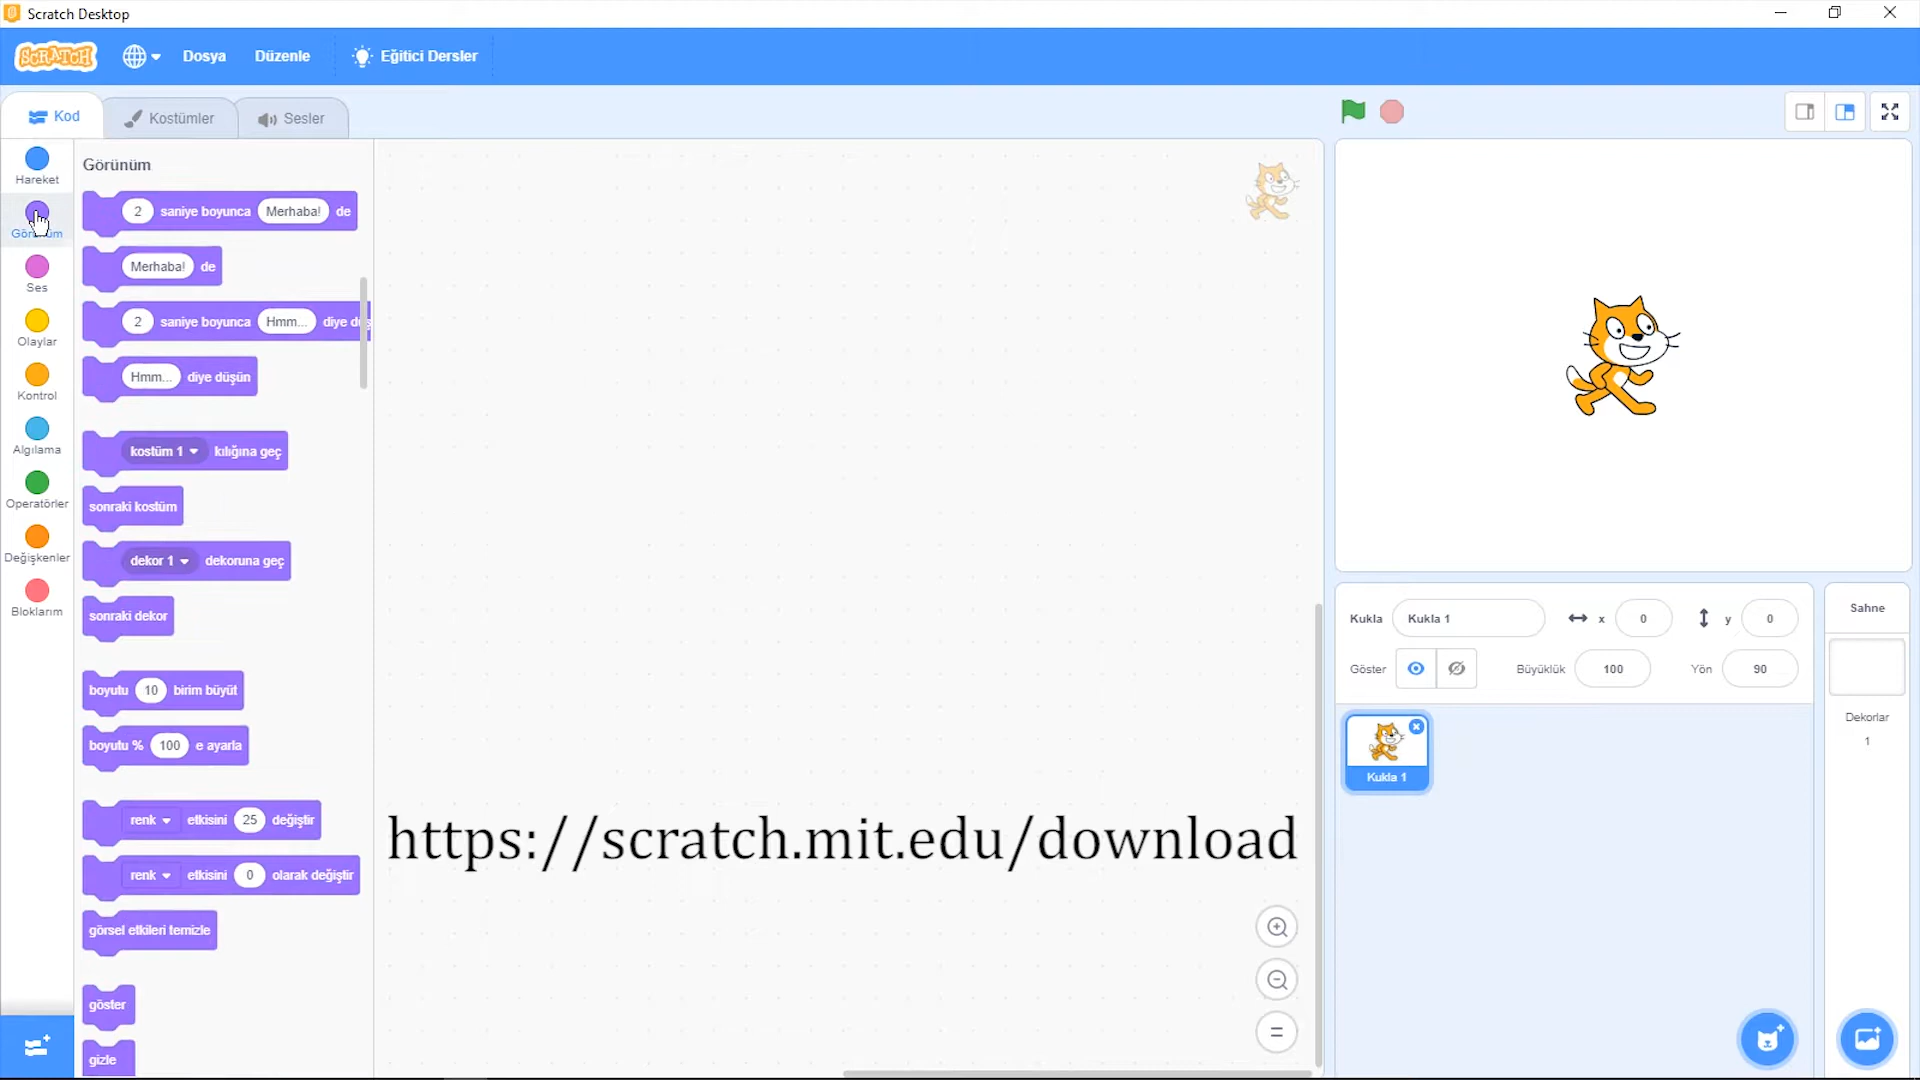 Scratch Desktop
SCRATCH Dosya Düzenle Eğitici Dersler
Kod Kostümler Sesler
Hareket
Görünüm
Ses
Olaylar
Kontrol
Algılama
Operatörler
Değişkenler
Bloklarım
Görünüm
2 saniye boyunca Merhaba! de
Merhaba! de
2 saniye boyunca Hmm... diye
Hmm... diye düşün
kostüm 1 kılığına geç
sonraki kostüm
dekor 1 dekoruna geç
sonraki dekor
boyutu 10 birim büyüt
boyutu % 100 e ayarla
renk etkisini 25 değiştir
renk etkisini 0 olarak değiştir
görsel etkileri temizle
göster
gizle
https://scratch.mit.edu/download
Kukla Kukla 1 x 0 y 0
Göster Büyüklük 100 Yön 90
Kukla 1
Sahne
Dekorlar
1